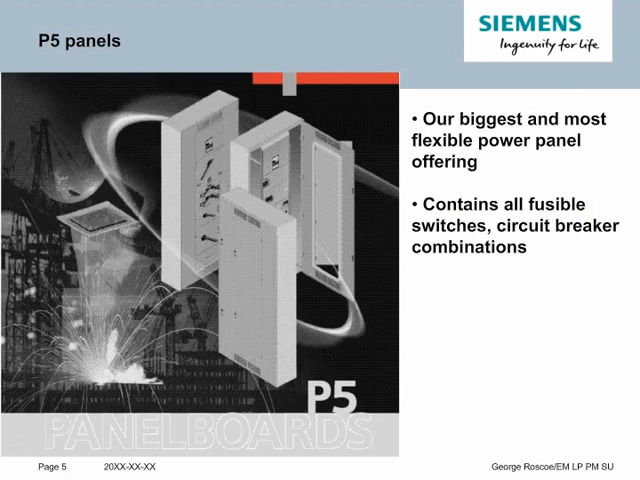 P5 panels
SIEMENS
Ingenuity for life
• Our biggest and most
flexible power panel
offering
• Contains all fusible
switches, circuit breaker
combinations
P5
PANELBOARDS
Page 5
20XX-XX-XX
George Roscoe/EM LP PM SU